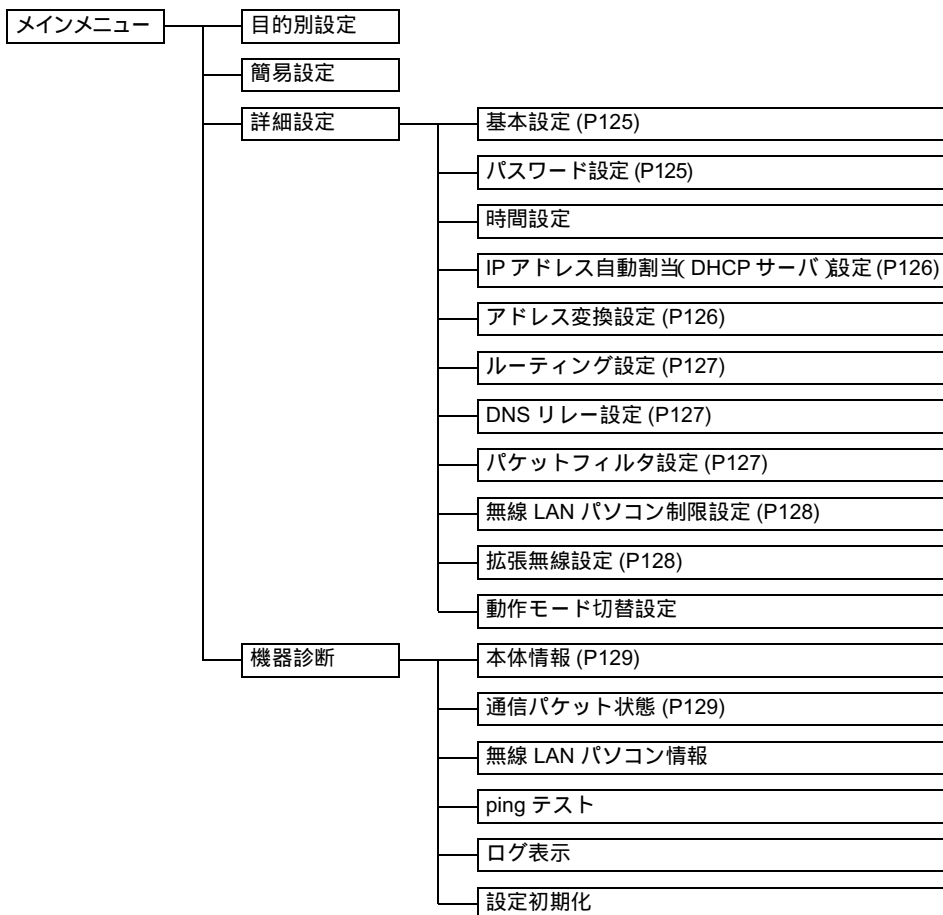 メインメニュー
目的別設定
簡易設定
詳細設定
基本設定 (P125)
パスワード設定 (P125)
時間設定
IP アドレス自動割当( DHCP サーバ )設定 (P126)
アドレス変換設定 (P126)
ルーティング設定 (P127)
DNS リレー設定 (P127)
パケットフィルタ設定 (P127)
無線 LAN パソコン制限設定 (P128)
拡張無線設定 (P128)
動作モード切替設定
機器診断
本体情報 (P129)
通信パケット状態 (P129)
無線 LAN パソコン情報
ping テスト
ログ表示
設定初期化